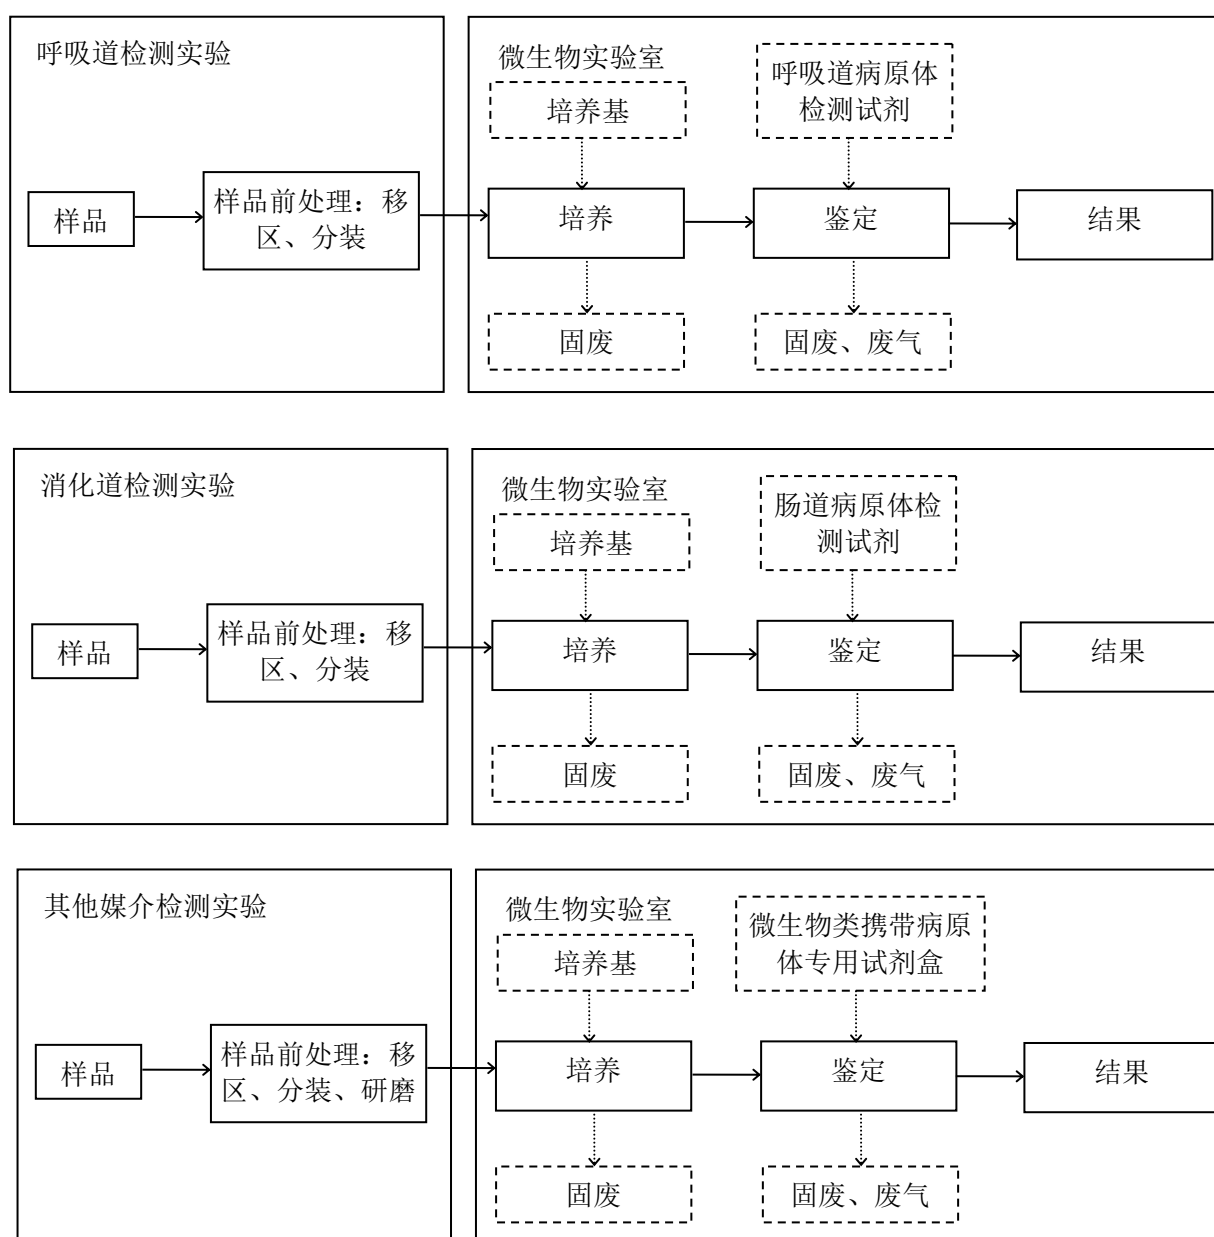 呼吸道检测实验
微生物实验室
培养基
呼吸道病原体
检测试剂
样品
样品前处理：移
区、分装
培养
鉴定
结果
固废
固废、废气
消化道检测实验
微生物实验室
培养基
肠道病原体检
测试剂
样品
样品前处理：移
区、分装
培养
鉴定
结果
固废
固废、废气
其他媒介检测实验
微生物实验室
培养基
微生物类携带病原
体专用试剂盒
样品
样品前处理：移
区、分装、研磨
培养
鉴定
结果
固废
固废、废气